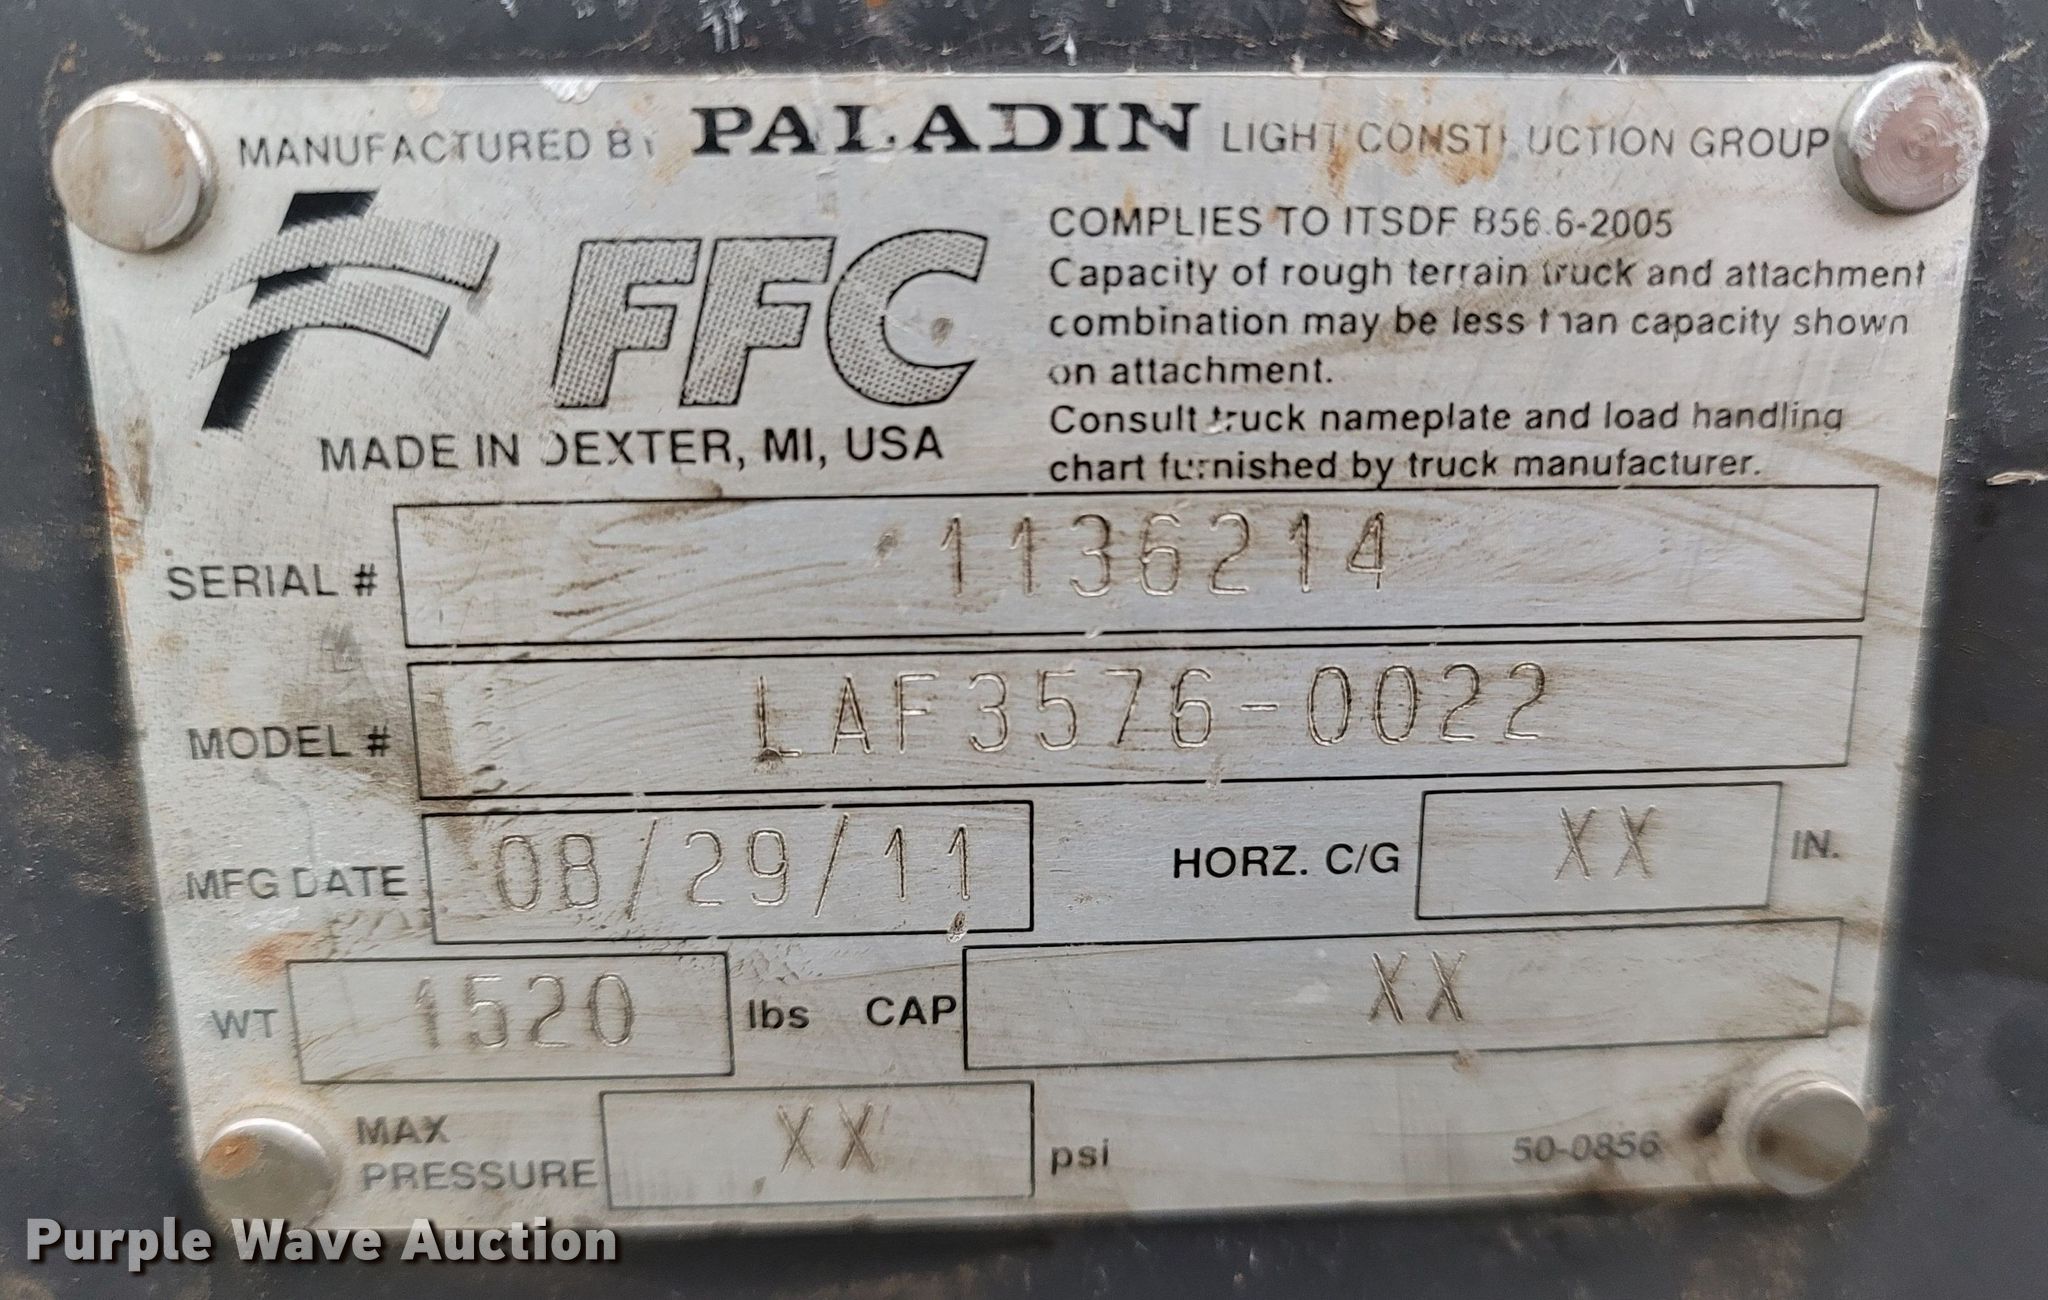 MANUFACTURED BY PALADIN LIGHT CONSTRUCTION GROUP
FFC
MADE IN DEXTER, MI, USA
COMPLIES TO ITSDF B56.6-2005
Capacity of rough terrain truck and attachment
combination may be less than capacity shown
on attachment.
Consult truck nameplate and load handling
chart furnished by truck manufacturer.
SERIAL # 1136214
MODEL # LAF3576-0022
MFG DATE 08/29/11 HORZ. C/G XX IN.
WT 1520 lbs CAP XX
MAX
PRESSURE XX psi
50-0856
Purple Wave Auction